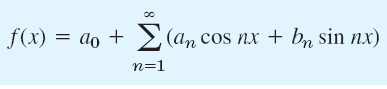 f(x) = a₀ + ∑_{n=1}^{∞} (aₙ cos nx + bₙ sin nx)